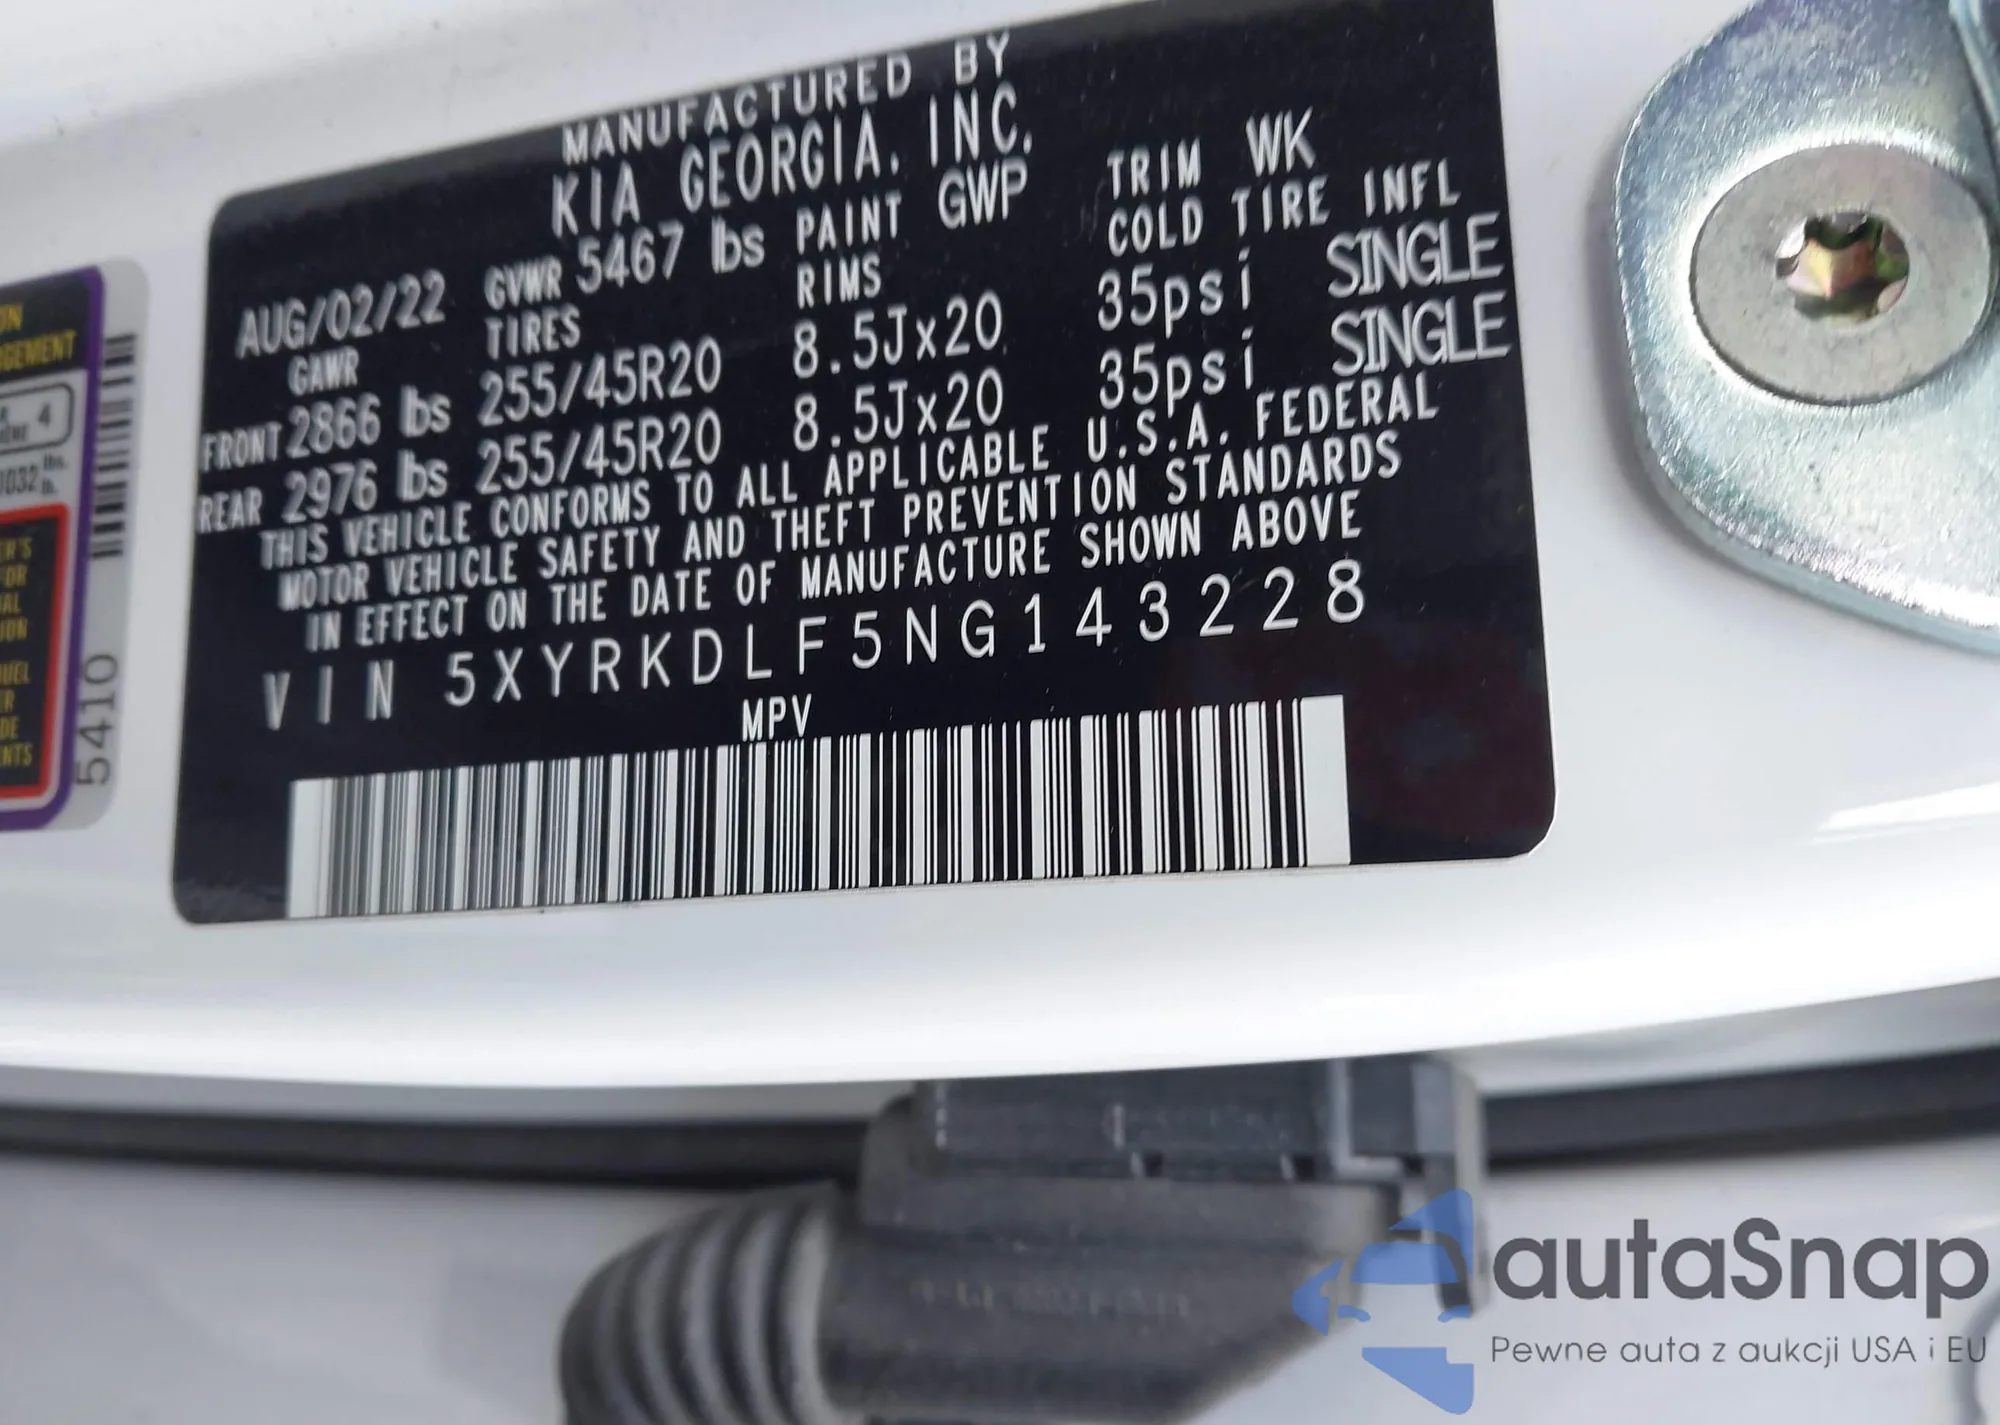 MANUFACTURED BY
KIA GEORGIA, INC.
AUG/02/22 GVWR 5467 lbs PAINT GWP TRIM WK
GAWR TIRES RIMS COLD TIRE INFL
FRONT 2866 lbs 255/45R20 8.5Jx20 35psi SINGLE
REAR 2976 lbs 255/45R20 8.5Jx20 35psi SINGLE
THIS VEHICLE CONFORMS TO ALL APPLICABLE U.S.A. FEDERAL
MOTOR VEHICLE SAFETY AND THEFT PREVENTION STANDARDS
IN EFFECT ON THE DATE OF MANUFACTURE SHOWN ABOVE
VIN 5XYRKDLF5NG143228
MPV
4
1032 lbs.
5410
autaSnap
Pewne auta z aukcji USA i EU